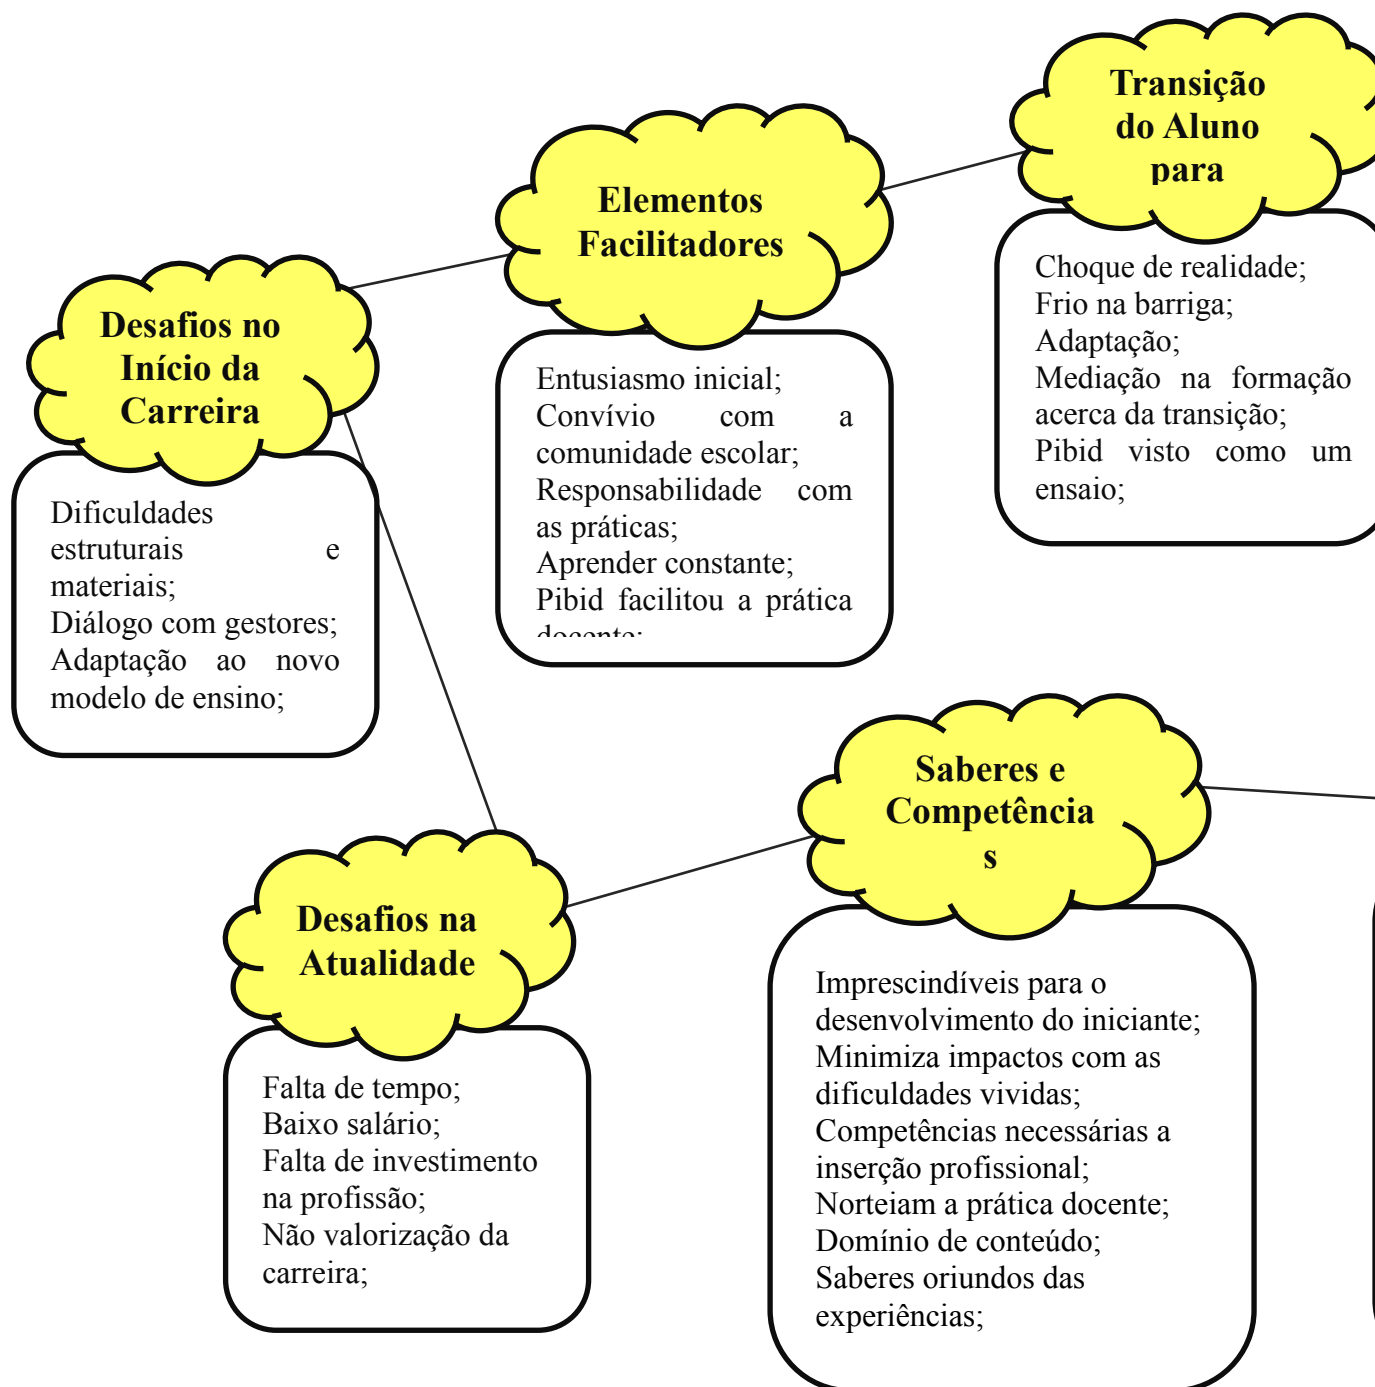 Transição
do Aluno
para
Choque de realidade;
Frio na barriga;
Adaptação;
Mediação na formação
acerca da transição;
Pibid visto como um
ensaio;
Elementos
Facilitadores
Entusiasmo inicial;
Convívio com a
comunidade escolar;
Responsabilidade com
as práticas;
Aprender constante;
Pibid facilitou a prática
docente;
Desafios no
Início da
Carreira
Dificuldades
estruturais e
materiais;
Diálogo com gestores;
Adaptação ao novo
modelo de ensino;
Saberes e
Competência
s
Imprescindíveis para o
desenvolvimento do iniciante;
Minimiza impactos com as
dificuldades vividas;
Competências necessárias a
inserção profissional;
Norteiam a prática docente;
Domínio de conteúdo;
Saberes oriundos das
experiências;
Desafios na
Atualidade
Falta de tempo;
Baixo salário;
Falta de investimento
na profissão;
Não valorização da
carreira;